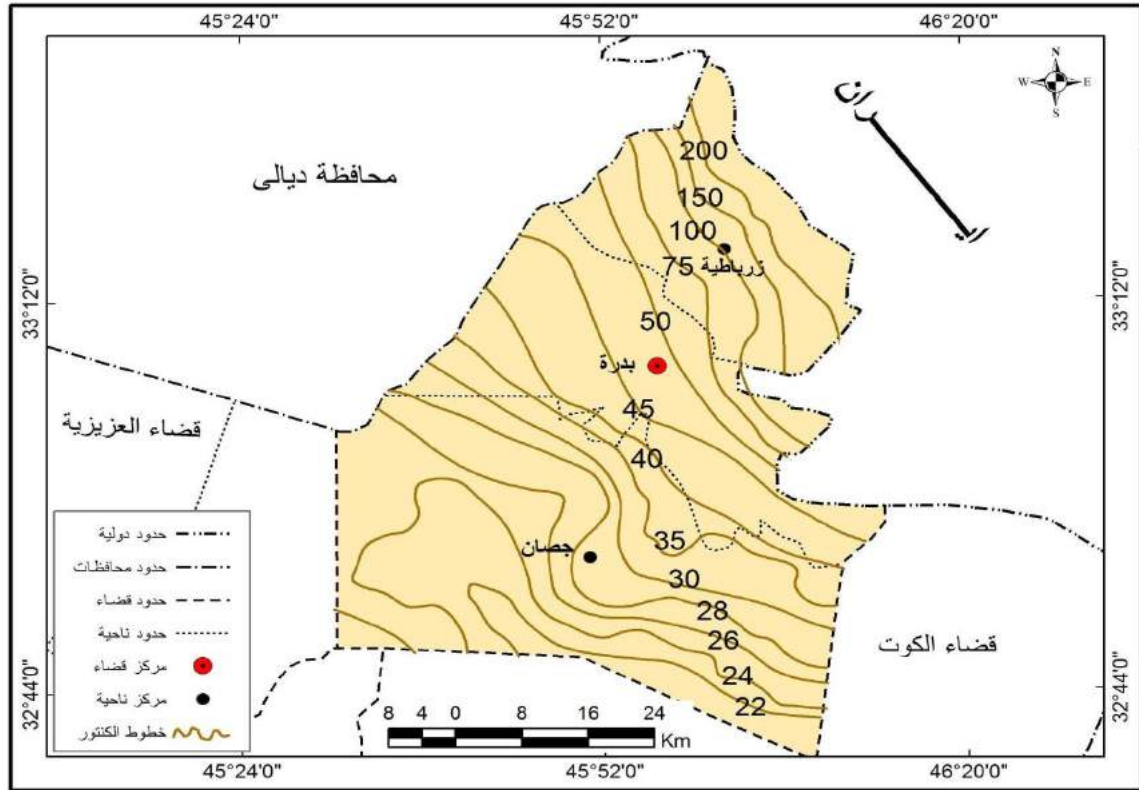 45°24'0"
45°52'0"
46°20'0"
N
W E
S
ايران
محافظة ديالى
200
150
100
75
زرباطية
33°12'0"
33°12'0"
50
بدرة
45
قضاء العزيزية
40
35
جصان
30
28
26
24
22
قضاء الكوت
حدود دولية
حدود محافظات
حدود قضاء
حدود ناحية
مركز قضاء
مركز ناحية
خطوط الكنتور
32°44'0"
32°44'0"
8 4 0 8 16 24
Km
45°24'0"
45°52'0"
46°20'0"